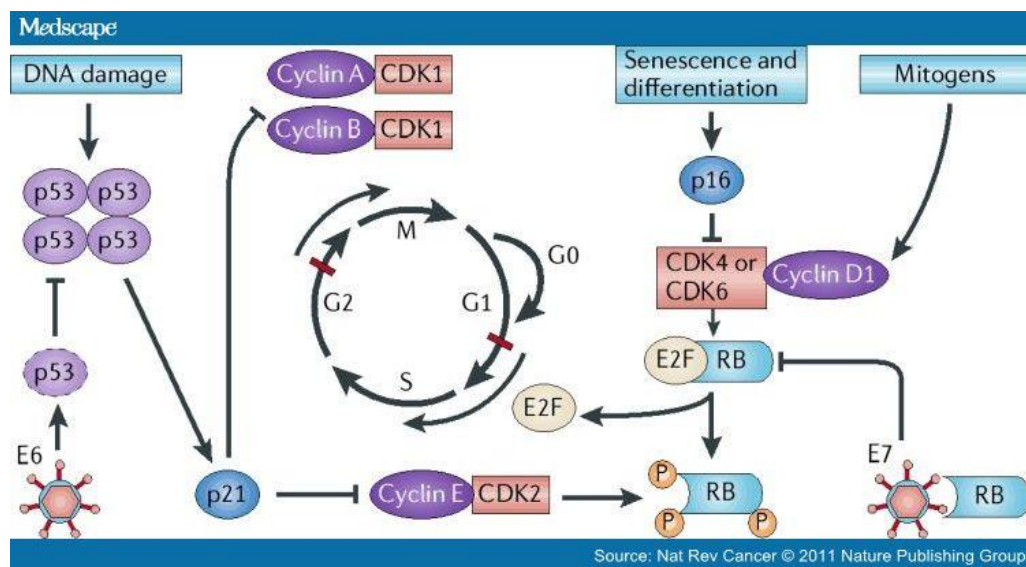 Medscape
DNA damage
Cyclin A
CDK1
Cyclin B
CDK1
Senescence and
differentiation
Mitogens
p53
p53
p53
p53
p16
M
G0
G1
G2
S
CDK4 or
CDK6
Cyclin D1
p53
E2F
RB
E2F
E6
p21
Cyclin E
CDK2
P
RB
P
P
E7
RB
Source: Nat Rev Cancer © 2011 Nature Publishing Group